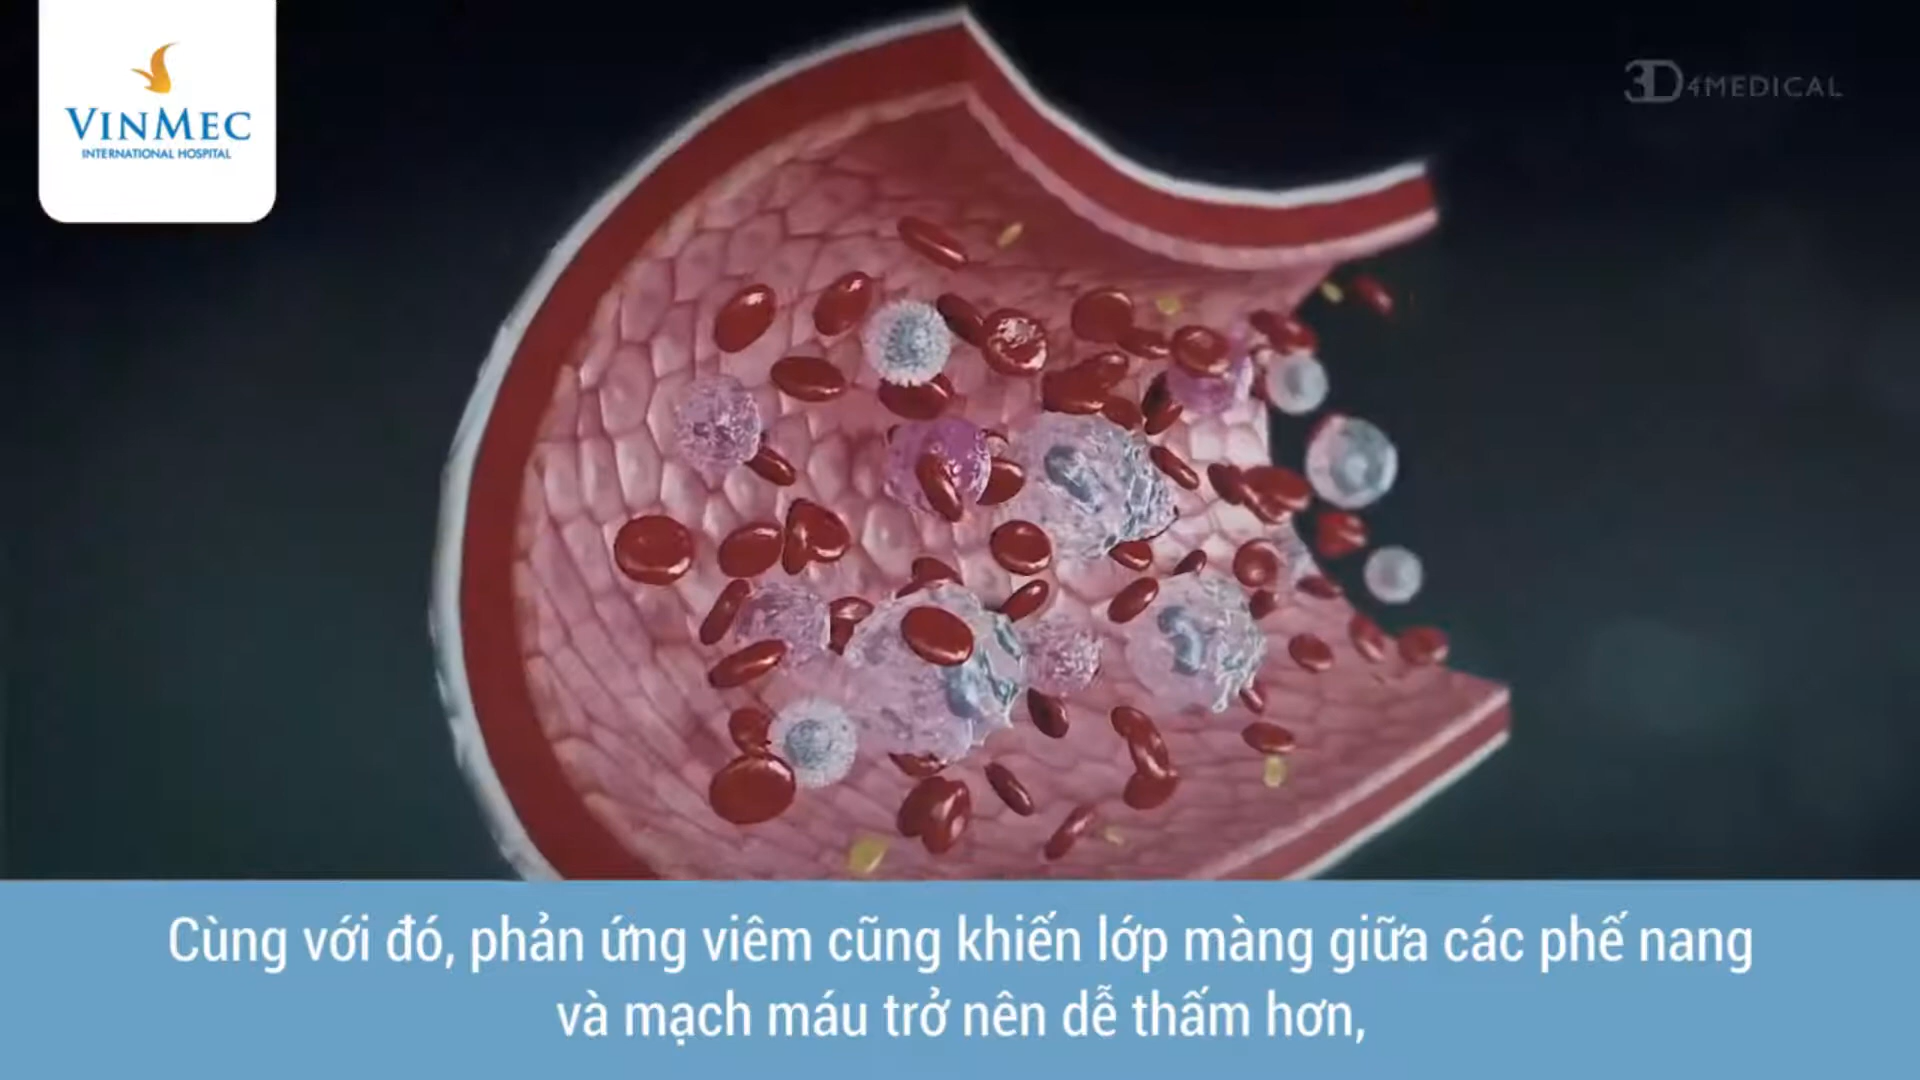 VINMEC
INTERNATIONAL HOSPITAL
3D4MEDICAL
Cùng với đó, phản ứng viêm cũng khiến lớp màng giữa các phế nang
và mạch máu trở nên dễ thấm hơn,